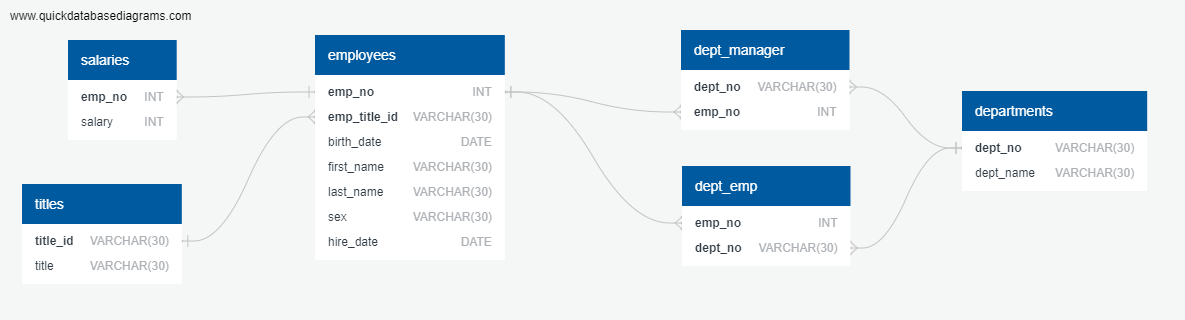 www.quickdatabasediagrams.com
salaries
emp_no INT
salary INT
titles
title_id VARCHAR(30)
title VARCHAR(30)
employees
emp_no INT
emp_title_id VARCHAR(30)
birth_date DATE
first_name VARCHAR(30)
last_name VARCHAR(30)
sex VARCHAR(30)
hire_date DATE
dept_manager
dept_no VARCHAR(30)
emp_no INT
dept_emp
emp_no INT
dept_no VARCHAR(30)
departments
dept_no VARCHAR(30)
dept_name VARCHAR(30)